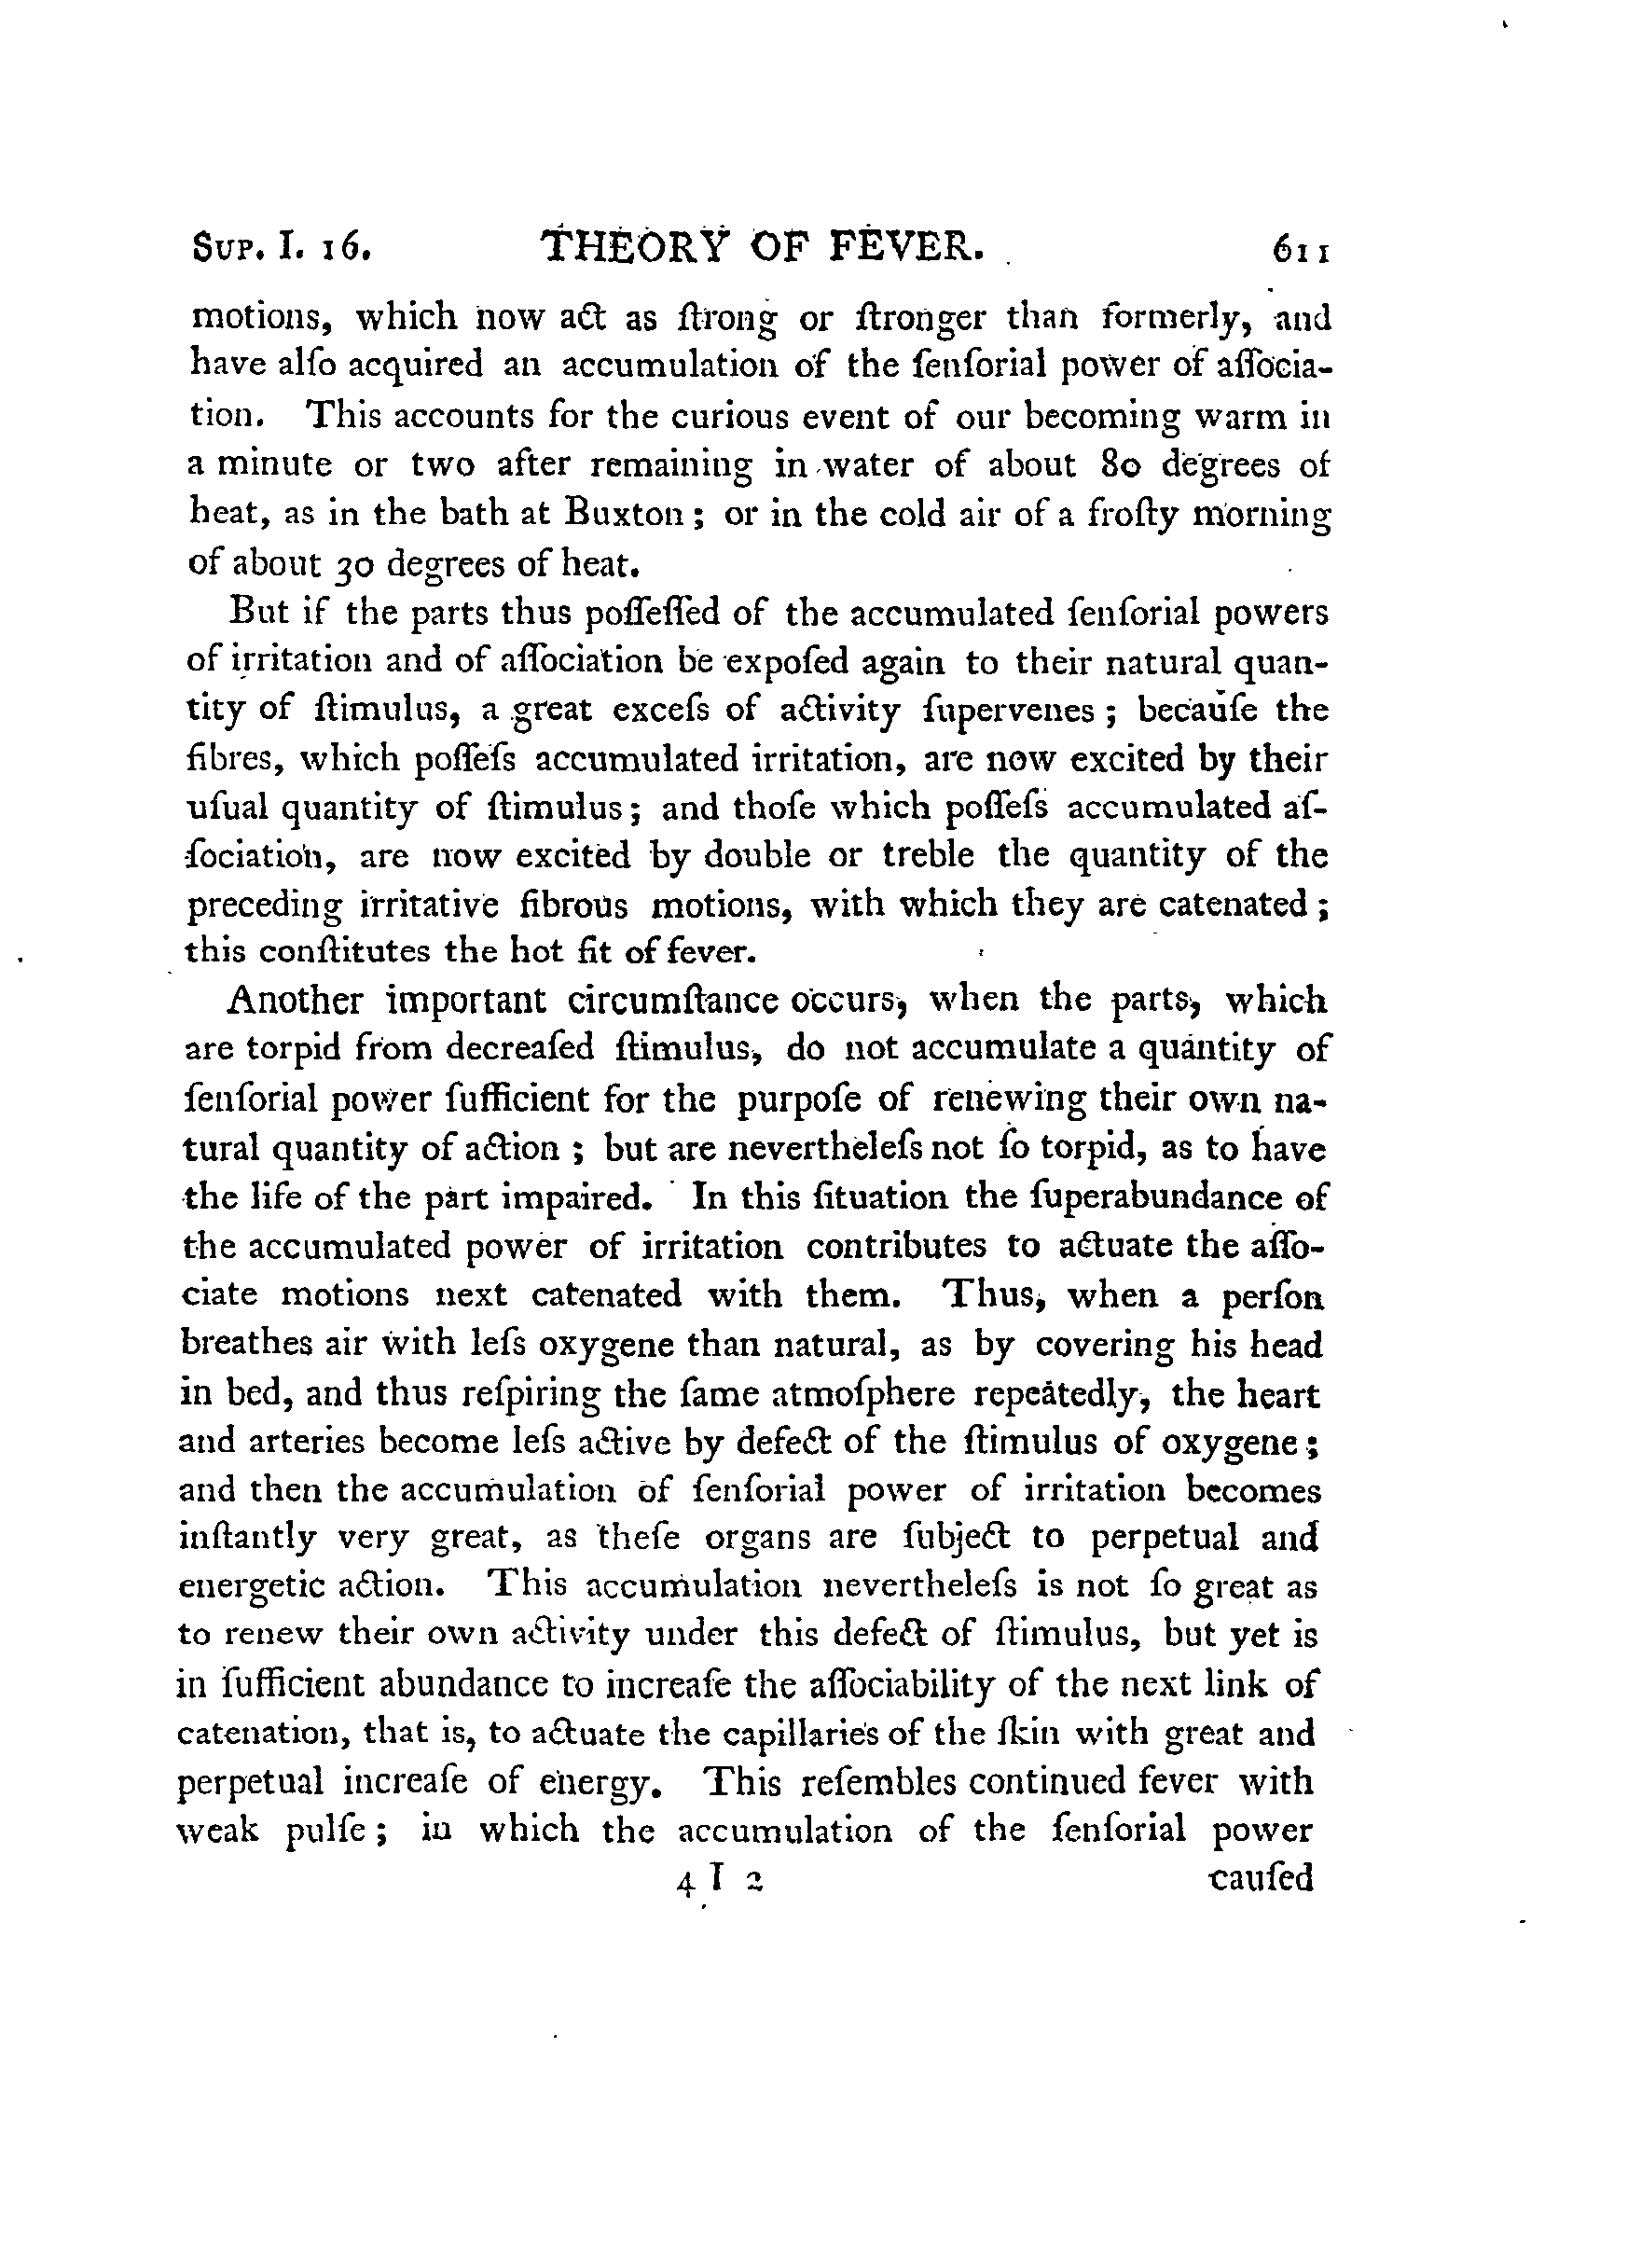 Sup. I. 16. THEORY OF FEVER. 611
motions, which now act as ſtrong or ſtronger than formerly, and
have alſo acquired an accumulation of the ſenſorial power of aſſocia-
tion. This accounts for the curious event of our becoming warm in
a minute or two after remaining in water of about 80 degrees of
heat, as in the bath at Buxton; or in the cold air of a froſty morning
of about 30 degrees of heat.
But if the parts thus poſſeſſed of the accumulated ſenſorial powers
of irritation and of aſſociation be expoſed again to their natural quan-
tity of ſtimulus, a great exceſs of activity ſupervenes; becauſe the
fibres, which poſſeſs accumulated irritation, are now excited by their
uſual quantity of ſtimulus; and thoſe which poſſeſs accumulated aſ-
ſociation, are now excited by double or treble the quantity of the
preceding irritative fibrous motions, with which they are catenated;
this conſtitutes the hot fit of fever.
Another important circumſtance occurs, when the parts, which
are torpid from decreaſed ſtimulus, do not accumulate a quantity of
ſenſorial power ſufficient for the purpoſe of renewing their own na-
tural quantity of action; but are nevertheleſs not ſo torpid, as to have
the life of the part impaired. In this ſituation the ſuperabundance of
the accumulated power of irritation contributes to actuate the aſſo-
ciate motions next catenated with them. Thus, when a perſon
breathes air with leſs oxygene than natural, as by covering his head
in bed, and thus reſpiring the ſame atmoſphere repeatedly, the heart
and arteries become leſs active by defect of the ſtimulus of oxygene;
and then the accumulation of ſenſorial power of irritation becomes
inſtantly very great, as theſe organs are ſubject to perpetual and
energetic action. This accumulation nevertheleſs is not ſo great as
to renew their own activity under this defect of ſtimulus, but yet is
in ſufficient abundance to increaſe the aſſociability of the next link of
catenation, that is, to actuate the capillaries of the ſkin with great and
perpetual increaſe of energy. This reſembles continued fever with
weak pulſe; in which the accumulation of the ſenſorial power
4 I 2 cauſed